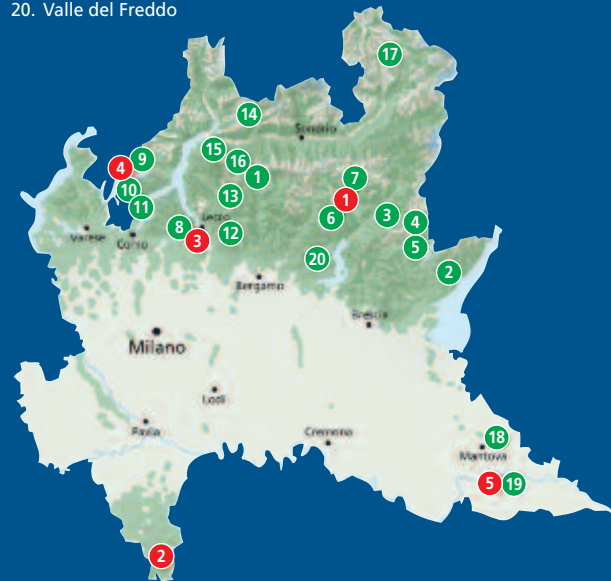 20. Valle del Freddo
17
14
Sondrio
15
9
4
16
1
7
10
1
13
11
3
6
4
8
Lecco
Varese
Como
3
12
5
20
2
Bergamo
Brescia
Milano
Lodi
Pavia
Cremona
18
Mantova
5
19
2